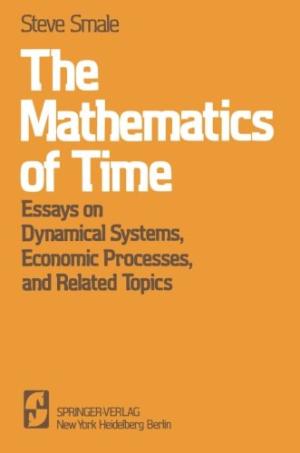 Steve Smale
The
Mathematics
of Time
Essays on
Dynamical Systems,
Economic Processes,
and Related Topics
SPRINGER-VERLAG
New York Heidelberg Berlin